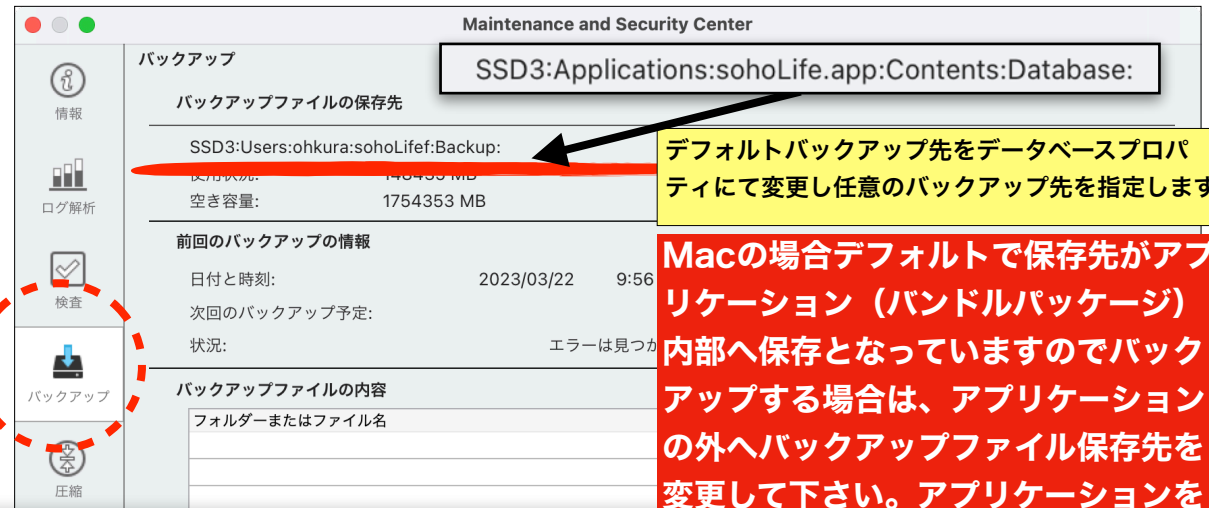 Maintenance and Security Center
情報
ログ解析
検査
バックアップ
圧縮
バックアップ
SSD3:Applications:sohoLife.app:Contents:Database:
バックアップファイルの保存先
SSD3:Users:ohkura:sohoLifef:Backup:
使用状況:
空き容量: 1754353 MB
前回のバックアップの情報
日付と時刻: 2023/03/22 9:56
次回のバックアップ予定:
状況: エラーは見つか
バックアップファイルの内容
フォルダーまたはファイル名
デフォルトバックアップ先をデータベースプロパ
ティにて変更し任意のバックアップ先を指定します
Macの場合デフォルトで保存先がアプ
リケーション（バンドルパッケージ）
内部へ保存となっていますのでバック
アップする場合は、アプリケーション
の外へバックアップファイル保存先を
変更して下さい。アプリケーションを